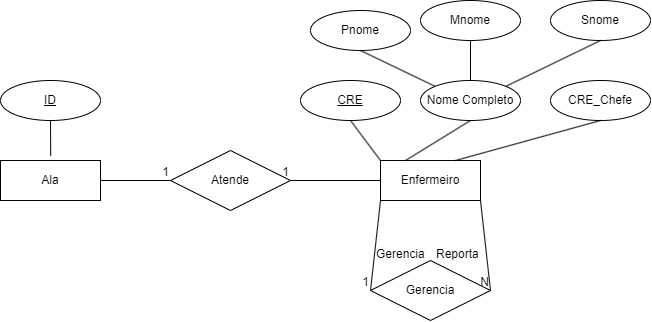 Pnome
Mnome
Snome
ID
CRE
Nome Completo
CRE_Chefe
Ala
1
Atende
1
Enfermeiro
Gerencia
Reporta
1
N
Gerencia